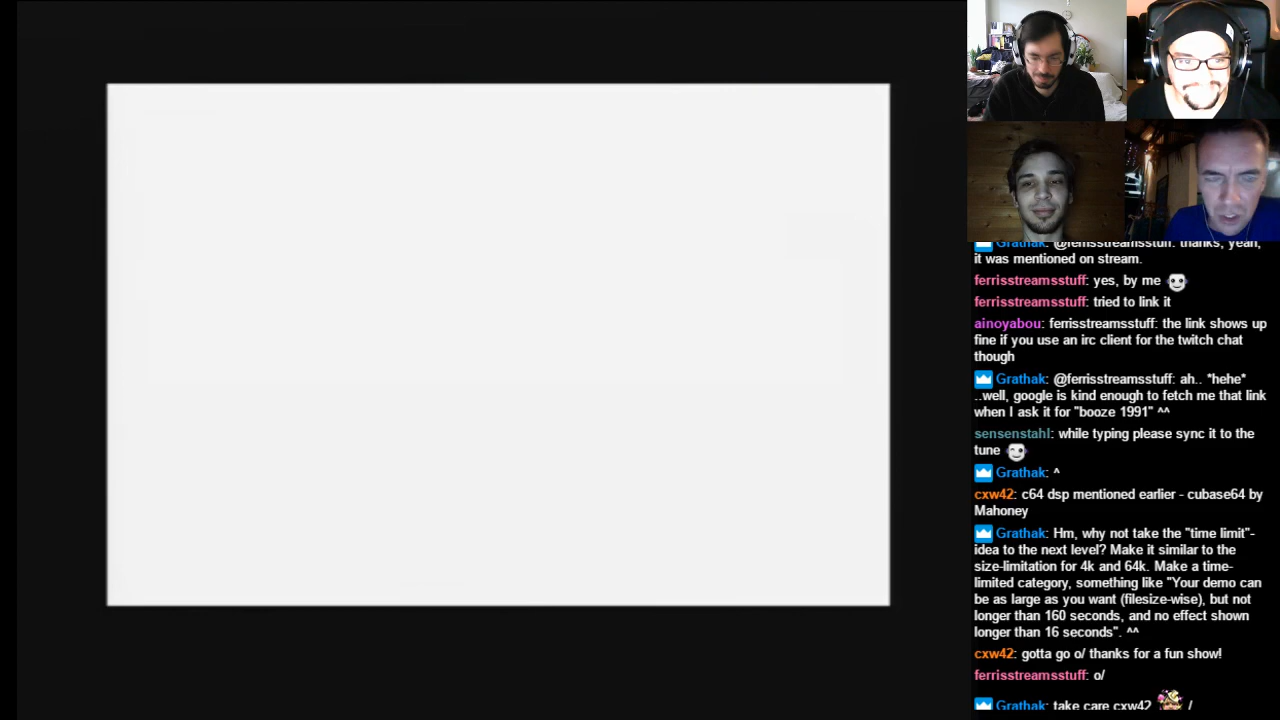 Grathak: @ferrisstreamsstuff: thanks, yeah,
it was mentioned on stream.
ferrisstreamsstuff: yes, by me
ferrisstreamsstuff: tried to link it
ainoyabou: ferrisstreamsstuff: the link shows up
fine if you use an irc client for the twitch chat
though
Grathak: @ferrisstreamsstuff: ah.. *hehe*
..well, google is kind enough to fetch me that link
when I ask it for "booze 1991" ^^
sensenstahl: while typing please sync it to the
tune
Grathak: ^
cxw42: c64 dsp mentioned earlier - cubase64 by
Mahoney
Grathak: Hm, why not take the "time limit"-
idea to the next level? Make it similar to the
size-limitation for 4k and 64k. Make a time-
limited category, something like "Your demo can
be as large as you want (filesize-wise), but not
longer than 160 seconds, and no effect shown
longer than 16 seconds". ^^
cxw42: gotta go o/ thanks for a fun show!
ferrisstreamsstuff: o/
Grathak: take care cxw42 /